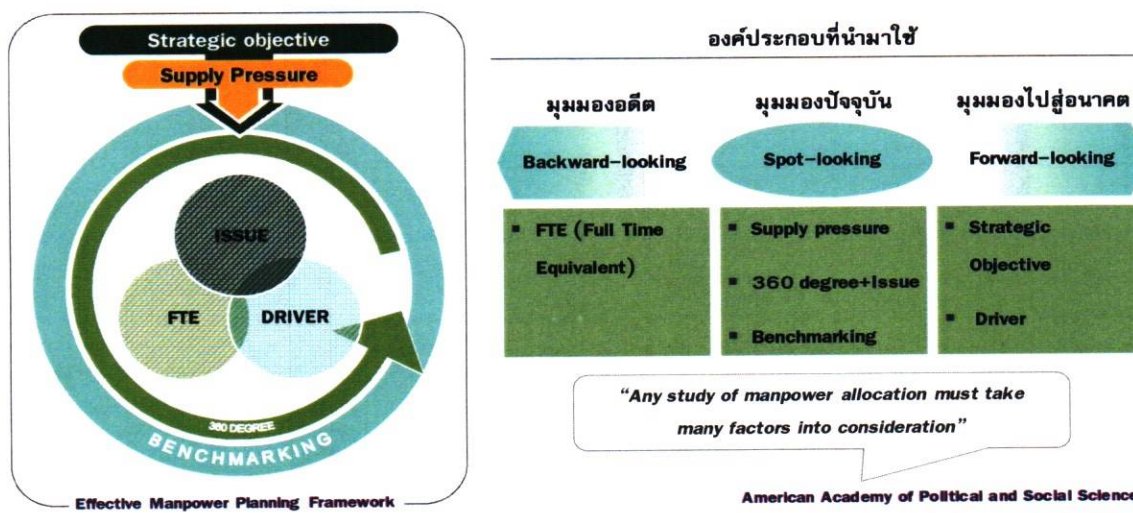 Strategic objective
Supply Pressure
ISSUE
FTE
DRIVER
360 DEGREE
BENCHMARKING
Effective Manpower Planning Framework
องค์ประกอบที่นำมาใช้
มุมมองอดีต
มุมมองปัจจุบัน
มุมมองไปสู่อนาคต
Backward-looking
Spot-looking
Forward-looking
▪ FTE (Full Time
Equivalent)
▪ Supply pressure
▪ 360 degree+Issue
▪ Benchmarking
▪ Strategic
Objective
▪ Driver
“Any study of manpower allocation must take
many factors into consideration”
American Academy of Political and Social Science